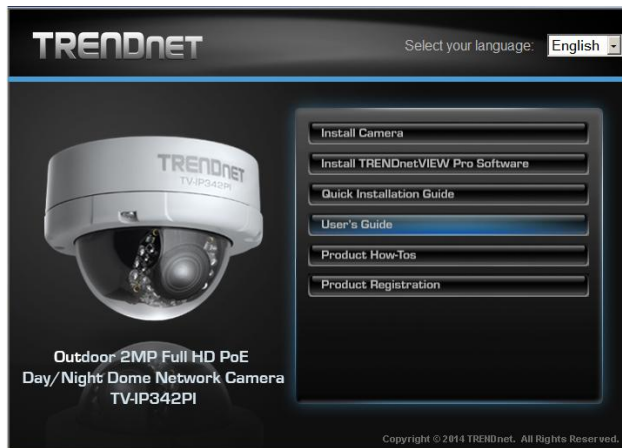 TRENDNET
Select your language: English
Install Camera
Install TRENDnetVIEW Pro Software
Quick Installation Guide
User's Guide
Product How-Tos
Product Registration
TRENDNET
TV-IP342PI
Outdoor 2MP Full HD PoE
Day/Night Dome Network Camera
TV-IP342PI
Copyright © 2014 TRENDnet. All Rights Reserved.